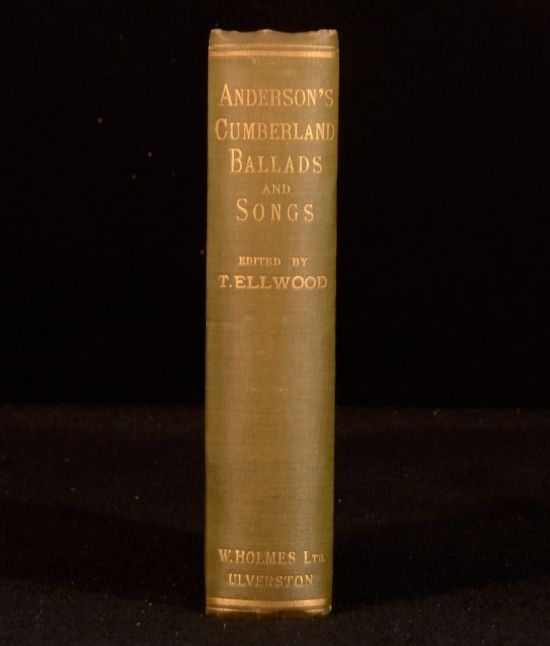 ANDERSON'S
CUMBERLAND
BALLADS
AND
SONGS
EDITED BY
T. ELLWOOD
W. HOLMES LTD.
ULVERSTON